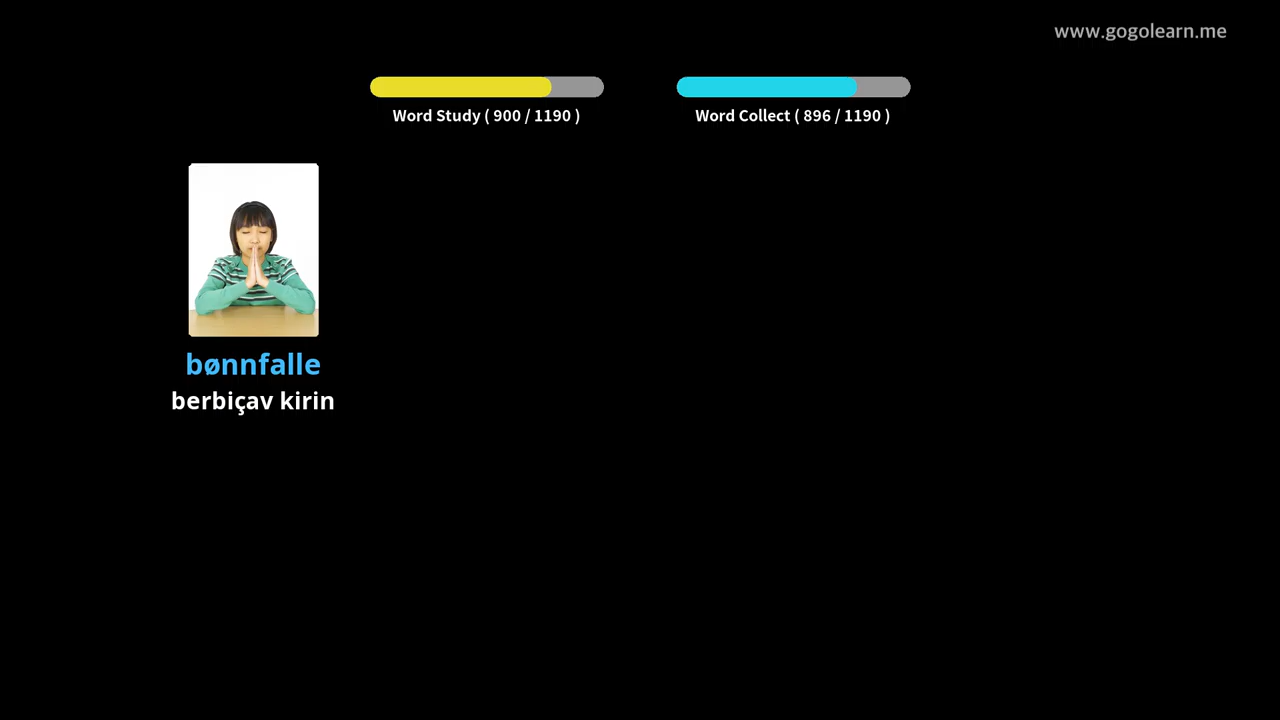 www.gogolearn.me
Word Study ( 900 / 1190 )
Word Collect ( 896 / 1190 )
bønnfalle
berbiçav kirin